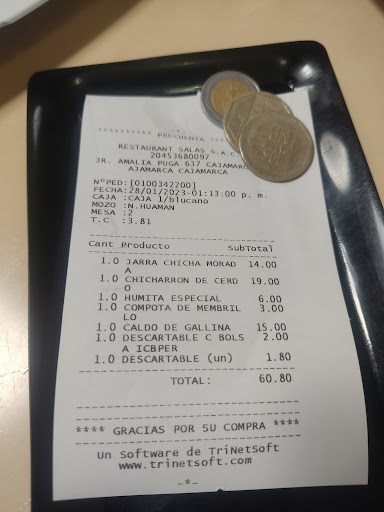 ********** PRECUENTA
RESTAURANT SALAS S.A.C
20453680097
JR. AMALIA PUGA 637 CAJAMARC
AJAMARCA CAJAMARCA
N°PED:[0100342200]
FECHA:28/01/2023-01:13:00 p. m.
CAJA :CAJA 1/blucano
MOZO :N.HUAMAN
MESA :2
T.C :3.81
Cant Producto SubTotal
1.0 JARRA CHICHA MORAD 14.00
A
1.0 CHICHARRON DE CERD 19.00
O
1.0 HUMITA ESPECIAL 6.00
1.0 COMPOTA DE MEMBRI 3.00
LLO
1.0 CALDO DE GALLINA 15.00
1.0 DESCARTABLE C BOLS 2.00
A ICBPER
1.0 DESCARTABLE (un) 1.80
TOTAL: 60.80
**** GRACIAS POR SU COMPRA ****
Un Software de TriNetSoft
www.trinetsoft.com
_*_